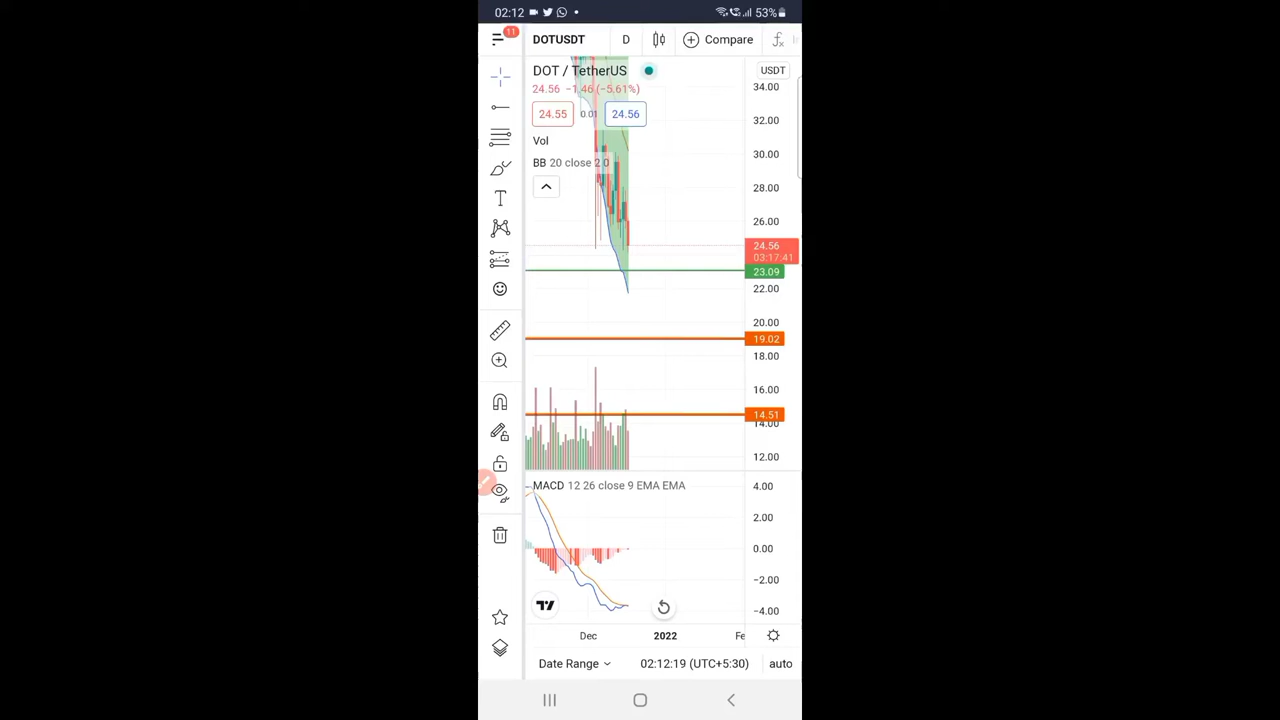 02:12
53%
11
DOTUSDT D Compare
DOT / TetherUS
USDT
24.56 −1.46 (−5.61%)
34.00
24.55 0.01 24.56
32.00
Vol
30.00
BB 20 close 2 0
28.00
26.00
24.56
03:17:41
23.09
22.00
20.00
19.02
18.00
16.00
14.51
14.00
12.00
MACD 12 26 close 9 EMA EMA
4.00
2.00
0.00
−2.00
−4.00
Dec 2022 Fe
Date Range 02:12:19 (UTC+5:30) auto